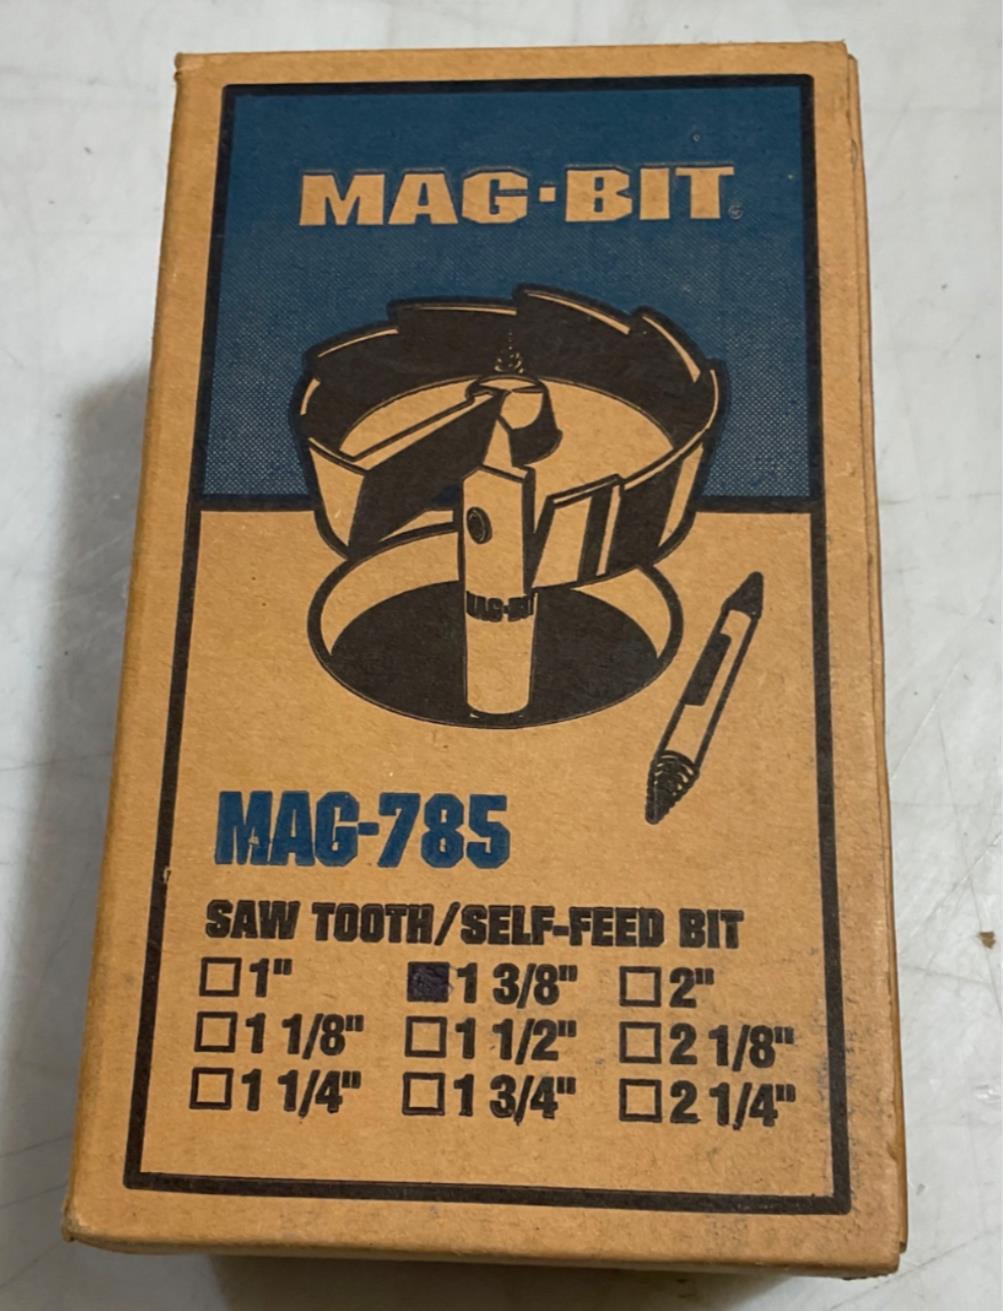 MAG·BIT®
MAG-BIT
MAG-785
SAW TOOTH/SELF-FEED BIT
☐ 1" ■ 1 3/8" ☐ 2"
☐ 1 1/8" ☐ 1 1/2" ☐ 2 1/8"
☐ 1 1/4" ☐ 1 3/4" ☐ 2 1/4"